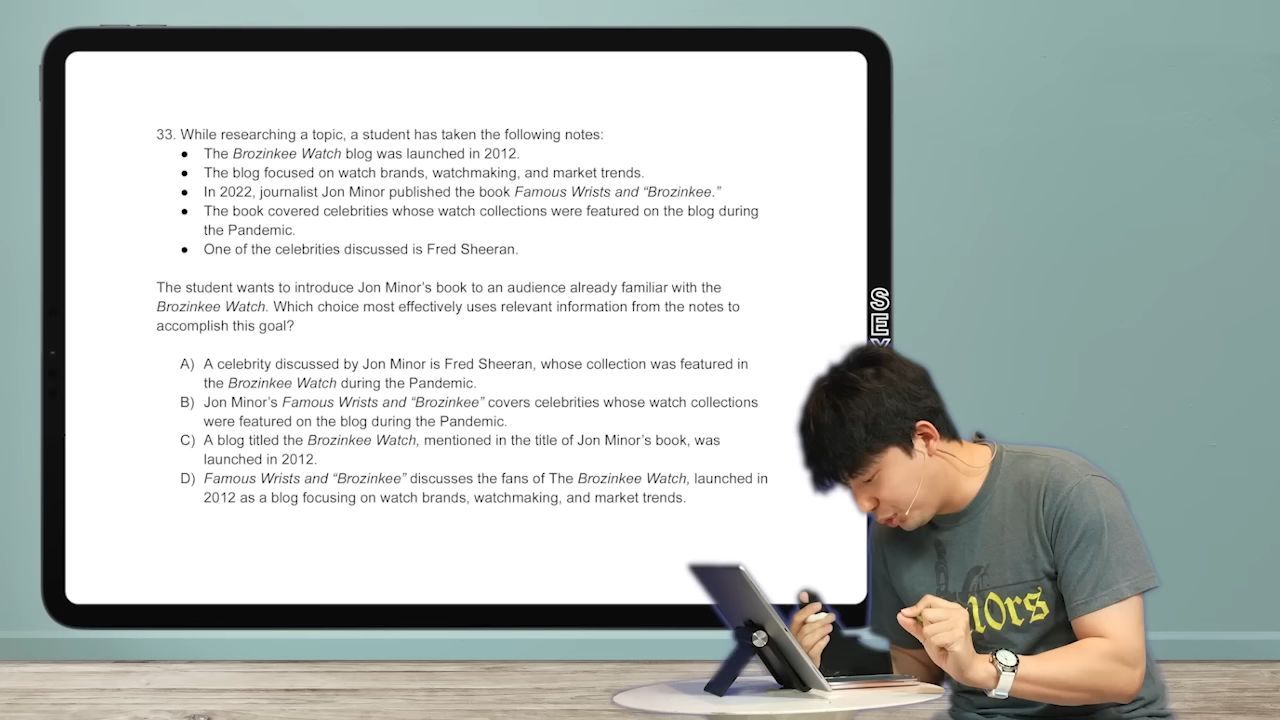 33. While researching a topic, a student has taken the following notes:
● The Brozinkee Watch blog was launched in 2012.
● The blog focused on watch brands, watchmaking, and market trends.
● In 2022, journalist Jon Minor published the book Famous Wrists and “Brozinkee.”
● The book covered celebrities whose watch collections were featured on the blog during
the Pandemic.
● One of the celebrities discussed is Fred Sheeran.
The student wants to introduce Jon Minor’s book to an audience already familiar with the
Brozinkee Watch. Which choice most effectively uses relevant information from the notes to
accomplish this goal?
A) A celebrity discussed by Jon Minor is Fred Sheeran, whose collection was featured in
the Brozinkee Watch during the Pandemic.
B) Jon Minor’s Famous Wrists and “Brozinkee” covers celebrities whose watch collections
were featured on the blog during the Pandemic.
C) A blog titled the Brozinkee Watch, mentioned in the title of Jon Minor’s book, was
launched in 2012.
D) Famous Wrists and “Brozinkee” discusses the fans of The Brozinkee Watch, launched in
2012 as a blog focusing on watch brands, watchmaking, and market trends.